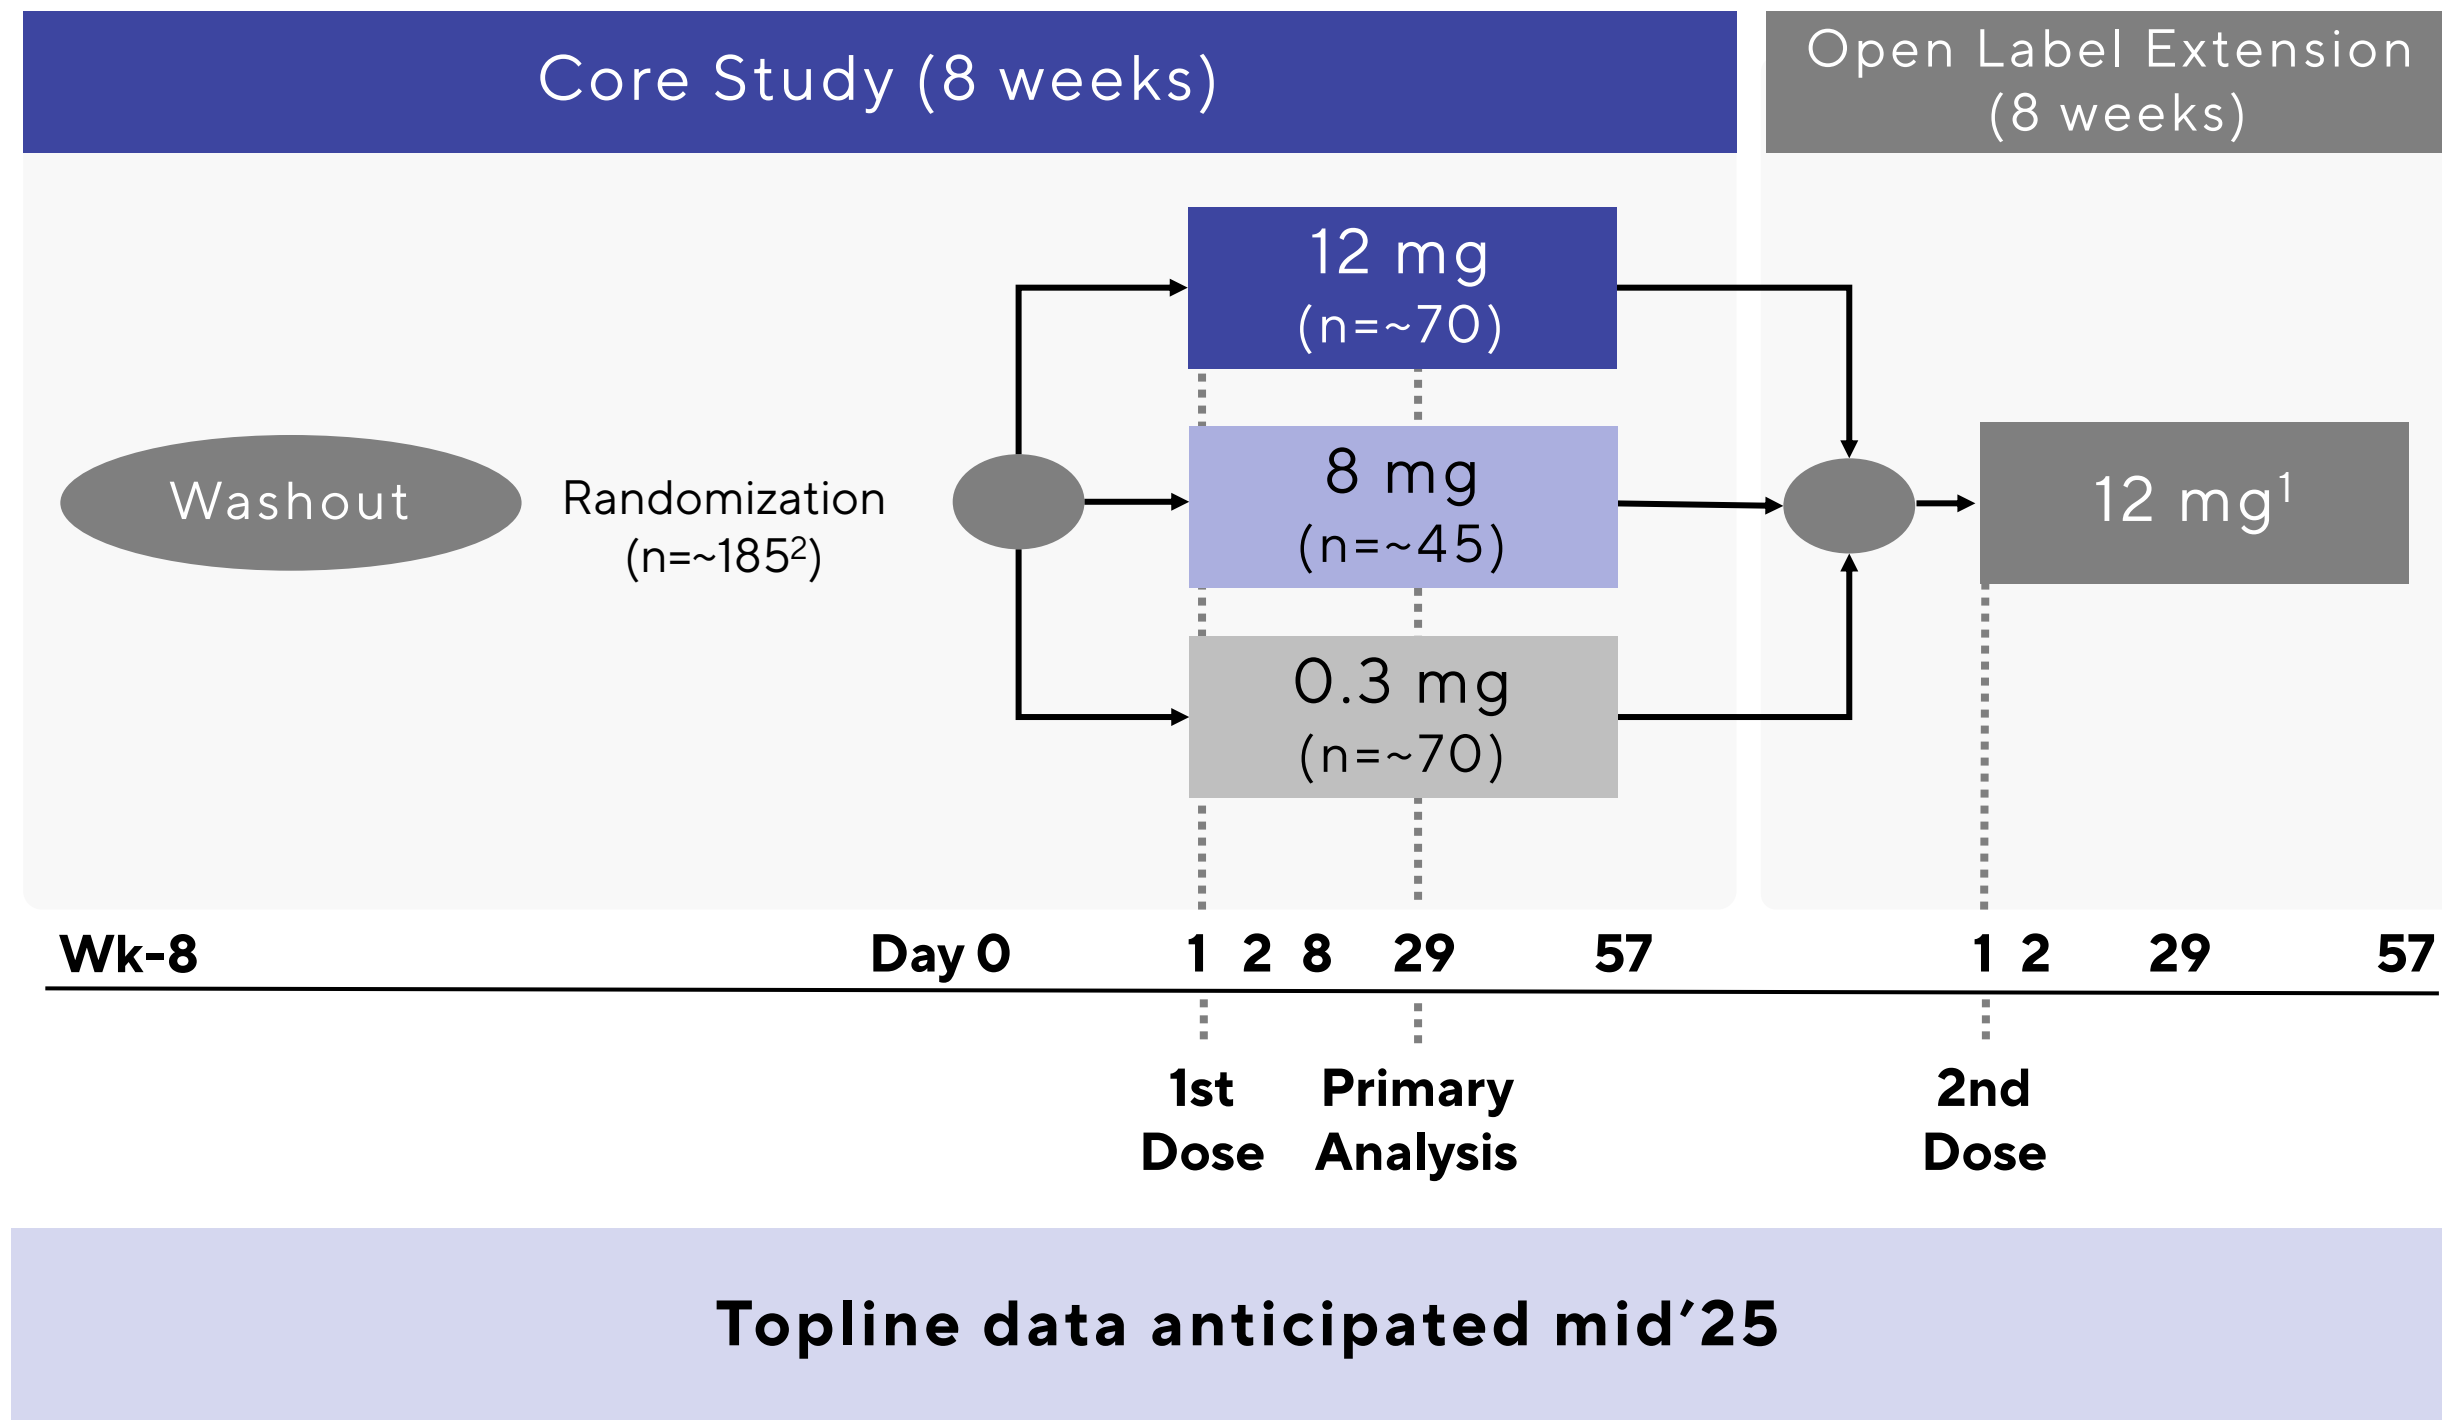 Core Study (8 weeks)
Open Label Extension
(8 weeks)
12 mg
(n=~70)
Washout
Randomization
(n=~185²)
8 mg
(n=~45)
12 mg¹
0.3 mg
(n=~70)
Wk-8 Day 0 1 2 8 29 57 1 2 29 57
1st
Dose
Primary
Analysis
2nd
Dose
Topline data anticipated mid’25